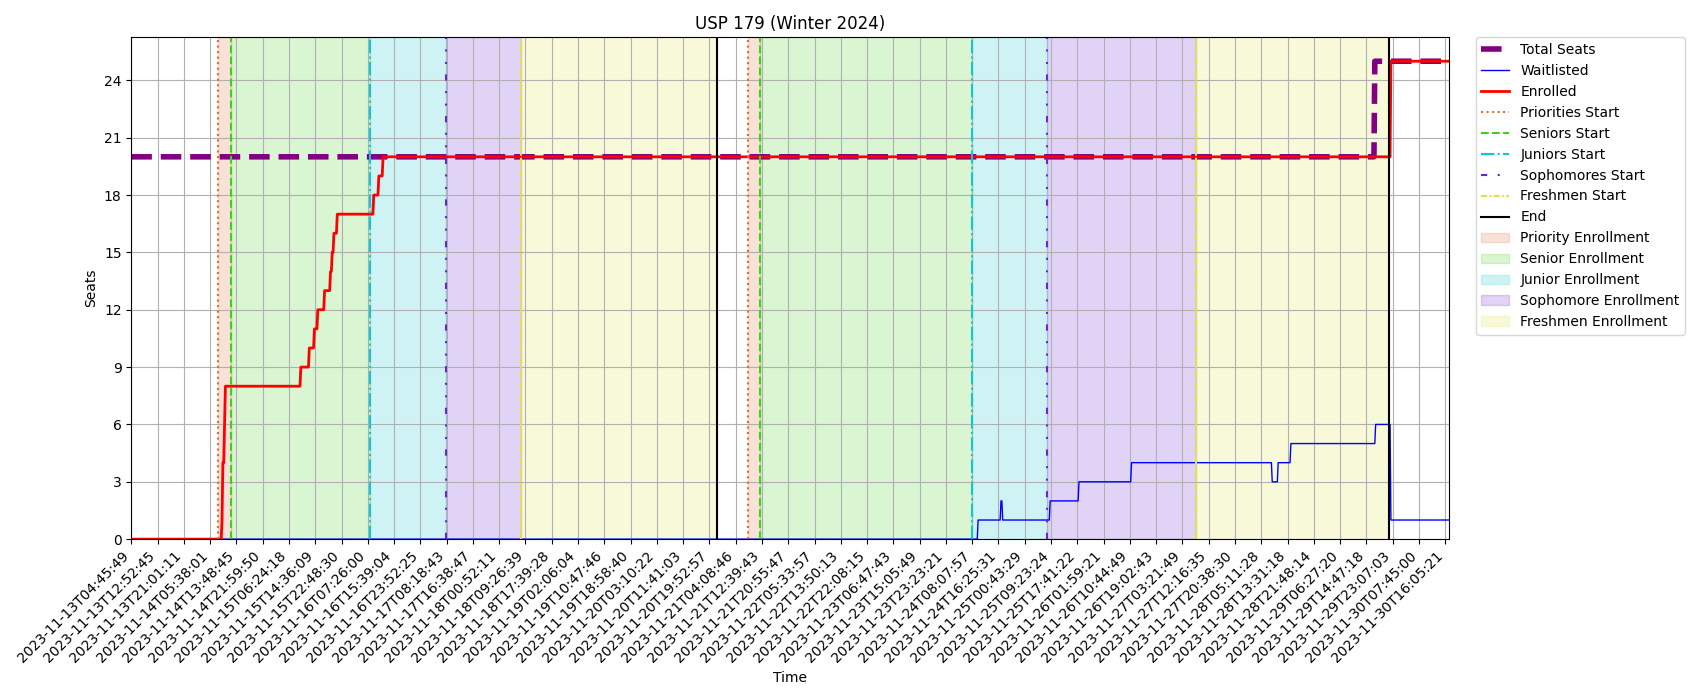 USP 179 (Winter 2024)
Seats
24
21
18
15
12
9
6
3
0
2023-11-13T04:45:49
2023-11-13T12:52:45
2023-11-13T21:01:11
2023-11-14T05:38:01
2023-11-14T13:48:45
2023-11-14T21:59:50
2023-11-15T06:24:18
2023-11-15T14:36:09
2023-11-15T22:48:30
2023-11-16T07:26:00
2023-11-16T15:39:04
2023-11-16T23:52:25
2023-11-17T08:18:43
2023-11-17T16:38:47
2023-11-18T00:52:11
2023-11-18T09:26:39
2023-11-18T17:39:28
2023-11-19T02:06:04
2023-11-19T10:47:46
2023-11-19T18:58:40
2023-11-20T03:10:22
2023-11-20T11:41:03
2023-11-20T19:52:57
2023-11-21T04:08:46
2023-11-21T12:39:43
2023-11-21T20:55:47
2023-11-22T05:33:57
2023-11-22T13:50:13
2023-11-22T22:08:15
2023-11-23T06:47:43
2023-11-23T15:05:49
2023-11-23T23:23:21
2023-11-24T08:07:57
2023-11-24T16:25:31
2023-11-25T00:43:29
2023-11-25T09:23:24
2023-11-25T17:41:22
2023-11-26T01:59:21
2023-11-26T10:44:49
2023-11-26T19:02:43
2023-11-27T03:21:49
2023-11-27T12:16:35
2023-11-27T20:38:30
2023-11-28T05:11:28
2023-11-28T13:31:18
2023-11-28T21:48:14
2023-11-29T06:27:20
2023-11-29T14:47:18
2023-11-29T23:07:03
2023-11-30T07:45:00
2023-11-30T16:05:21
Time
Total Seats
Waitlisted
Enrolled
Priorities Start
Seniors Start
Juniors Start
Sophomores Start
Freshmen Start
End
Priority Enrollment
Senior Enrollment
Junior Enrollment
Sophomore Enrollment
Freshmen Enrollment